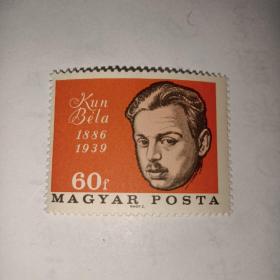 Kun
Béla
1886
1939
60f
MAGYAR POSTA